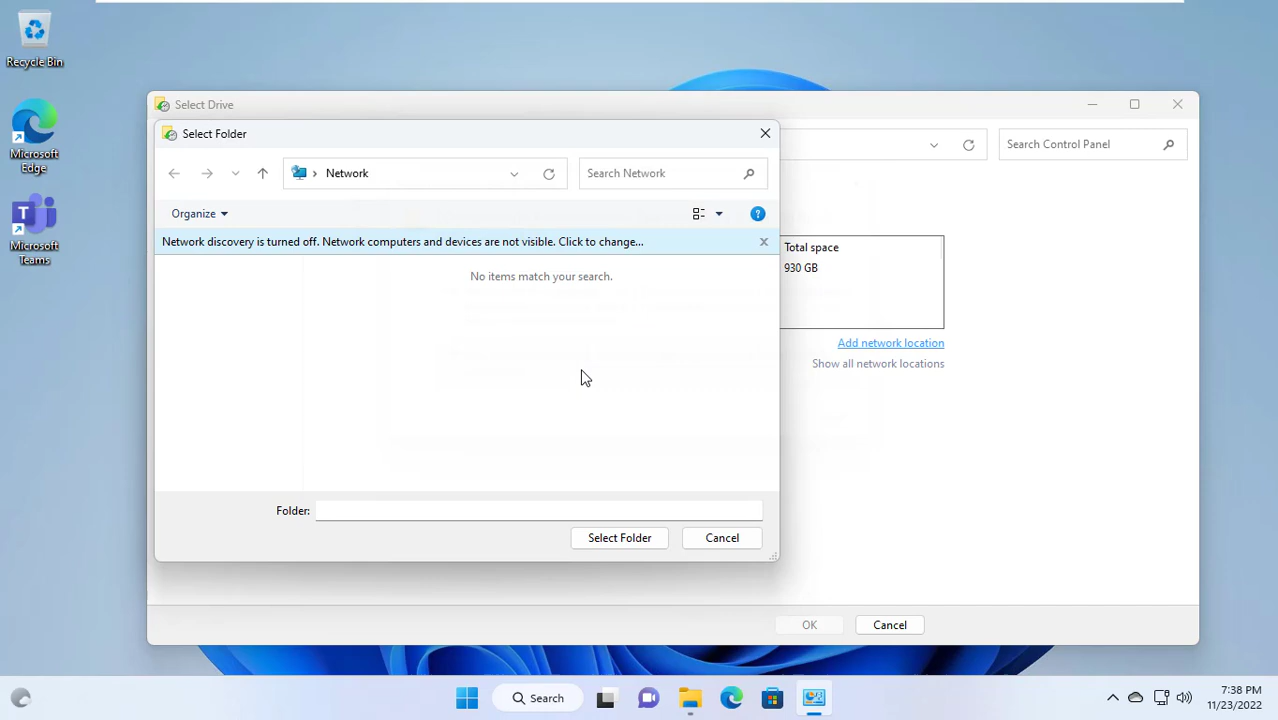 Recycle Bin
Microsoft
Edge
Microsoft
Teams
Select Drive
Search Control Panel
Select Folder
Network
Search Network
Organize
Network discovery is turned off. Network computers and devices are not visible. Click to change...
No items match your search.
Total space
930 GB
Add network location
Show all network locations
Folder:
Select Folder
Cancel
OK
Cancel
Search
7:38 PM
11/23/2022